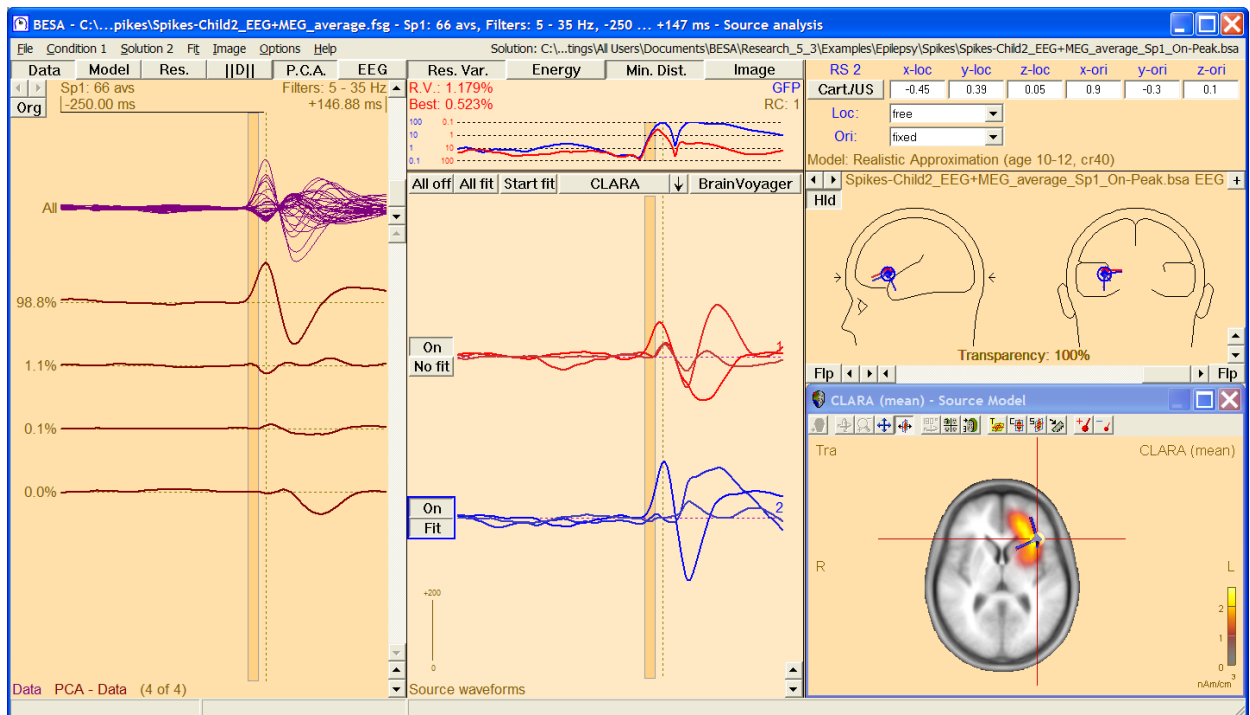 BESA - C:\...pikes\Spikes-Child2_EEG+MEG_average.fsg - Sp1: 66 avs, Filters: 5 - 35 Hz, -250 ... +147 ms - Source analysis
File Condition 1 Solution 2 Fit Image Options Help Solution: C:\...tings\All Users\Documents\BESA\Research_5_3\Examples\Epilepsy\Spikes\Spikes-Child2_EEG+MEG_average_Sp1_On-Peak.bsa
Data Model Res. ||D|| P.C.A. EEG
Org Sp1: 66 avs Filters: 5 - 35 Hz
-250.00 ms +146.88 ms
All
98.8%
1.1%
0.1%
0.0%
Data PCA - Data (4 of 4)
Res. Var. Energy Min. Dist. Image
R.V.: 1.179% GFP
Best: 0.523% RC: 1
100 0.1
10 1
1 10
0.1 100
All off All fit Start fit CLARA BrainVoyager
On
No fit
1
On
Fit
2
+200
0
Source waveforms
RS 2 x-loc y-loc z-loc x-ori y-ori z-ori
Cart./US -0.45 0.39 0.05 0.9 -0.3 0.1
Loc: free
Ori: fixed
Model: Realistic Approximation (age 10-12, cr40)
Spikes-Child2_EEG+MEG_average_Sp1_On-Peak.bsa EEG +
Hld
Transparency: 100%
Flp Flp
CLARA (mean) - Source Model
Tra CLARA (mean)
R L
2
1
0
nAm/cm³